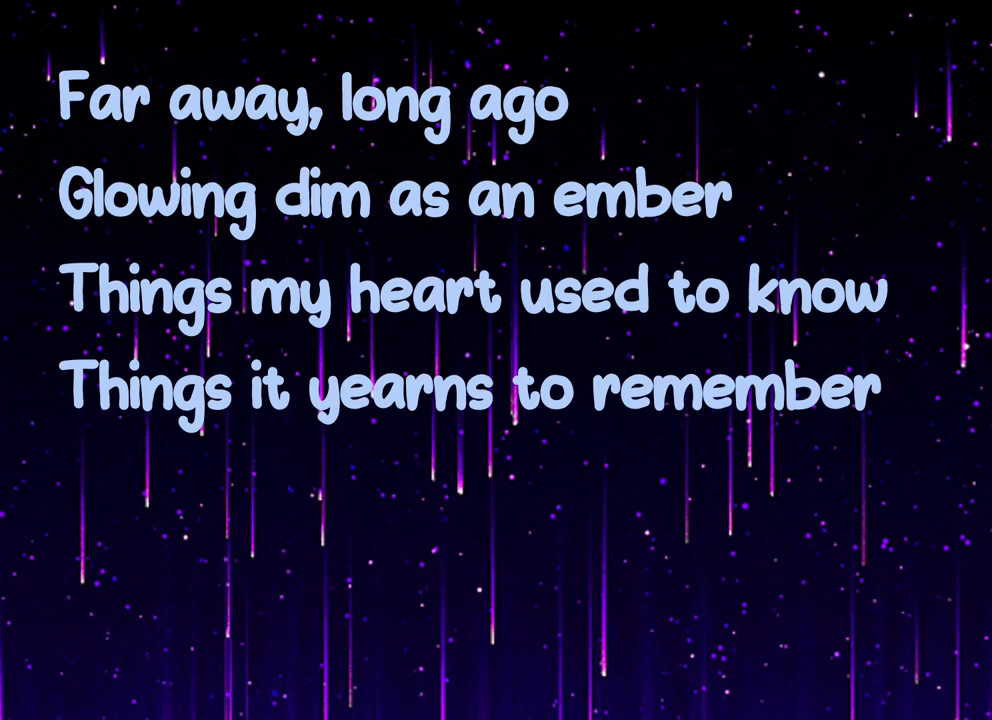 Far away, long ago
Glowing dim as an ember
Things my heart used to know
Things it yearns to remember